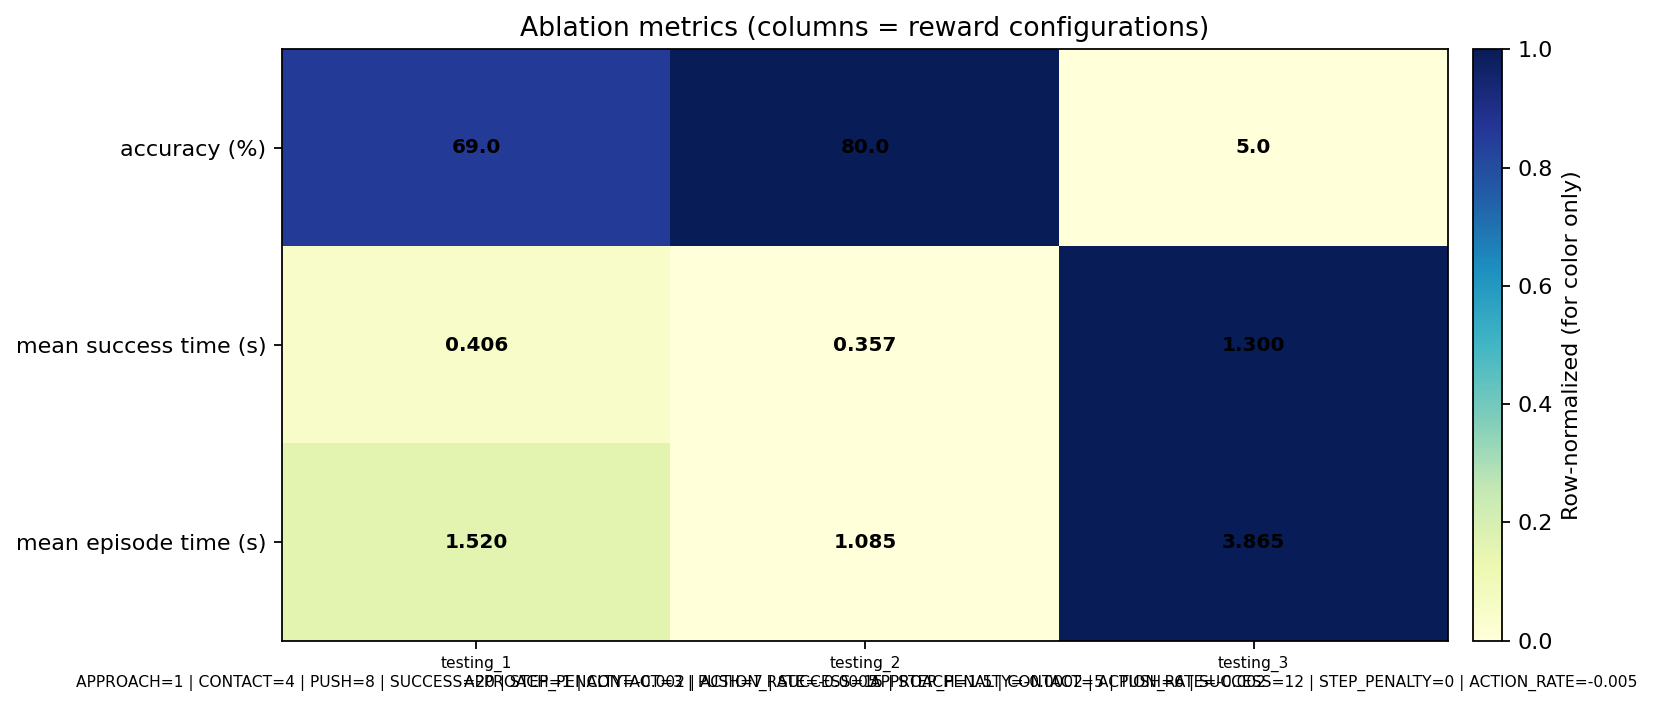 Ablation metrics (columns = reward configurations)
accuracy (%)
69.0
80.0
5.0
mean success time (s)
0.406
0.357
1.300
mean episode time (s)
1.520
1.085
3.865
1.0
0.8
0.6
0.4
0.2
0.0
Row-normalized (for color only)
testing_1
testing_2
testing_3
APPROACH=1 | CONTACT=4 | PUSH=8 |
=12 | STEP_PENALTY=0 | ACTION_RATE=-0.005